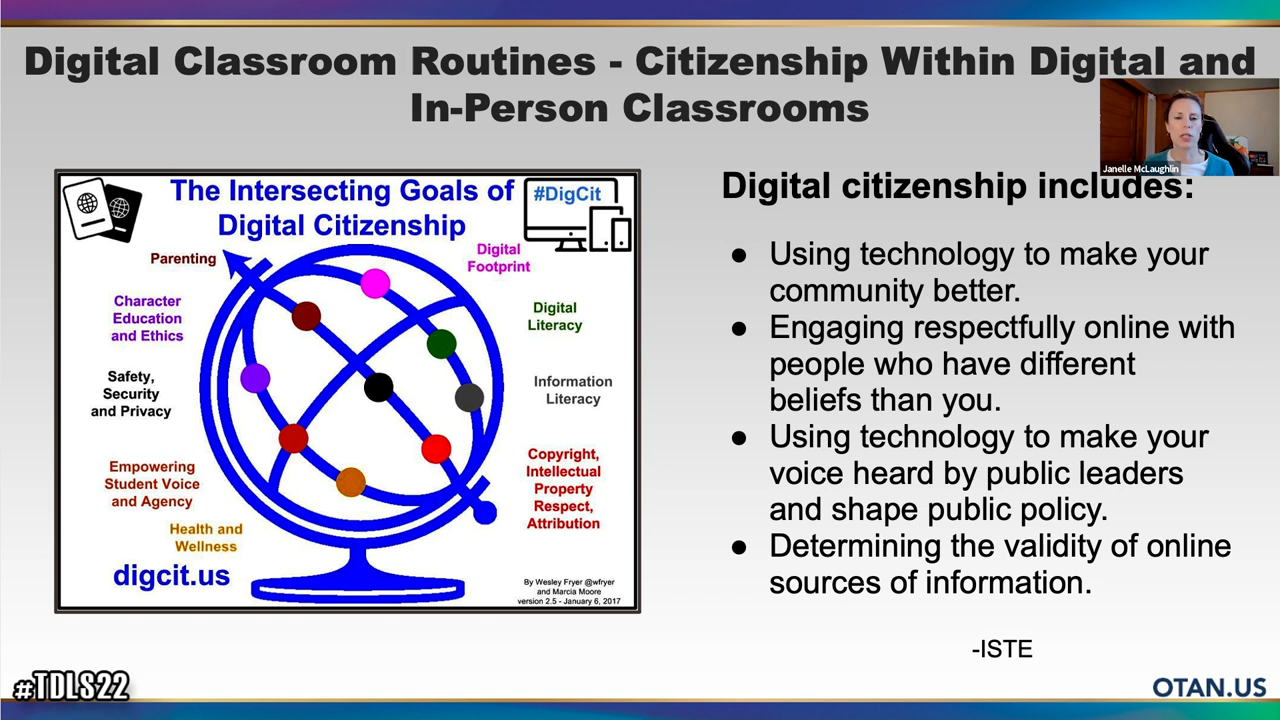 Digital Classroom Routines - Citizenship Within Digital and
In-Person Classrooms
Janelle McLaughlin
The Intersecting Goals of
Digital Citizenship
#DigCit
Parenting
Character
Education
and Ethics
Safety,
Security
and Privacy
Empowering
Student Voice
and Agency
Health and
Wellness
digcit.us
Digital
Footprint
Digital
Literacy
Information
Literacy
Copyright,
Intellectual
Property
Respect,
Attribution
By Wesley Fryer @wfryer
and Marcia Moore
version 2.5 - January 6, 2017
Digital citizenship includes:
● Using technology to make your
community better.
● Engaging respectfully online with
people who have different
beliefs than you.
● Using technology to make your
voice heard by public leaders
and shape public policy.
● Determining the validity of online
sources of information.
-ISTE
#TDLS22
OTAN.US